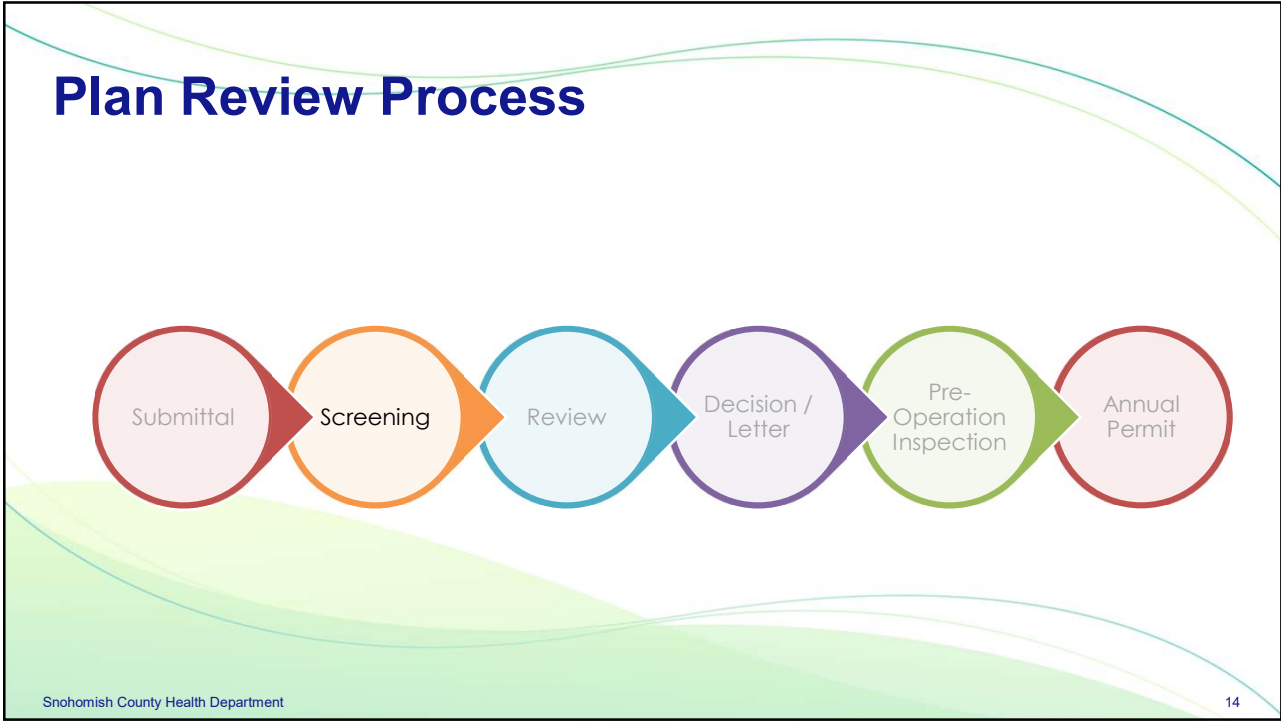 Plan Review Process
Submittal
Screening
Review
Decision /
Letter
Pre-
Operation
Inspection
Annual
Permit
Snohomish County Health Department
14